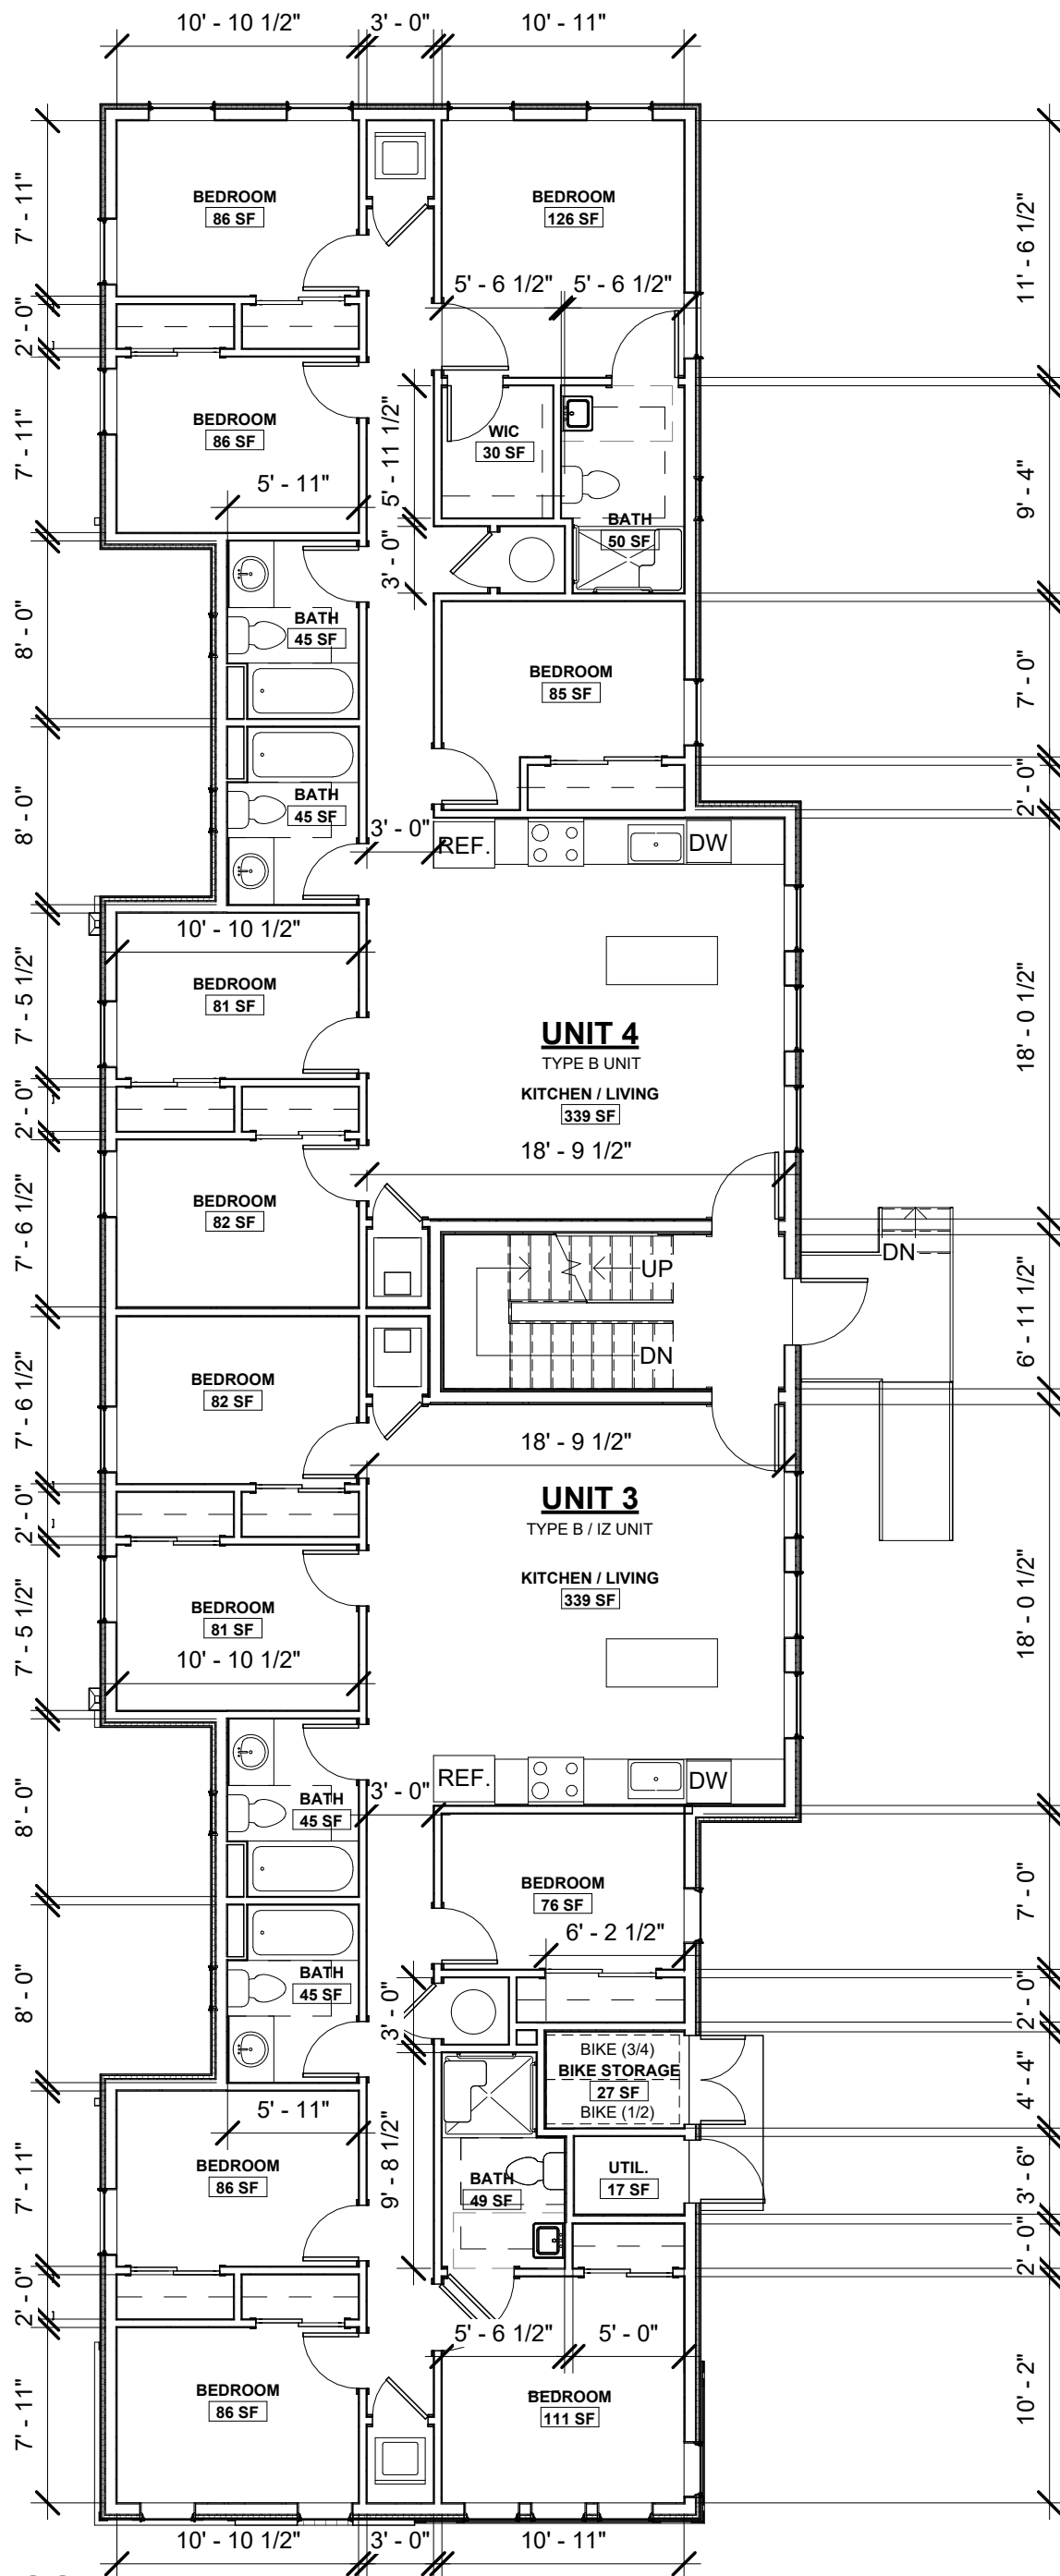 10' - 10 1/2"
3' - 0"
10' - 11"
7' - 11"
BEDROOM
86 SF
BEDROOM
126 SF
11' - 6 1/2"
5' - 6 1/2"
5' - 6 1/2"
2' - 0"
7' - 11"
BEDROOM
86 SF
5' - 11"
5' - 11 1/2"
WIC
30 SF
9' - 4"
BATH
50 SF
3' - 0"
8' - 0"
BATH
45 SF
BEDROOM
85 SF
7' - 0"
2' - 0"
8' - 0"
BATH
45 SF
3' - 0"
REF.
DW
10' - 10 1/2"
7' - 5 1/2"
BEDROOM
81 SF
UNIT 4
TYPE B UNIT
KITCHEN / LIVING
339 SF
18' - 0 1/2"
2' - 0"
18' - 9 1/2"
7' - 6 1/2"
BEDROOM
82 SF
UP
DN
DN
6' - 11 1/2"
7' - 6 1/2"
BEDROOM
82 SF
18' - 9 1/2"
2' - 0"
UNIT 3
TYPE B / IZ UNIT
KITCHEN / LIVING
339 SF
18' - 0 1/2"
7' - 5 1/2"
BEDROOM
81 SF
10' - 10 1/2"
REF.
DW
8' - 0"
BATH
45 SF
3' - 0"
BEDROOM
76 SF
7' - 0"
6' - 2 1/2"
8' - 0"
BATH
45 SF
3' - 0"
2' - 0"
BIKE (3/4)
BIKE STORAGE
27 SF
BIKE (1/2)
4' - 4"
5' - 11"
7' - 11"
BEDROOM
86 SF
9' - 8 1/2"
BATH
49 SF
UTIL.
17 SF
3' - 6"
2' - 0"
2' - 0"
5' - 6 1/2"
5' - 0"
7' - 11"
BEDROOM
86 SF
BEDROOM
111 SF
10' - 2"
10' - 10 1/2"
3' - 0"
10' - 11"